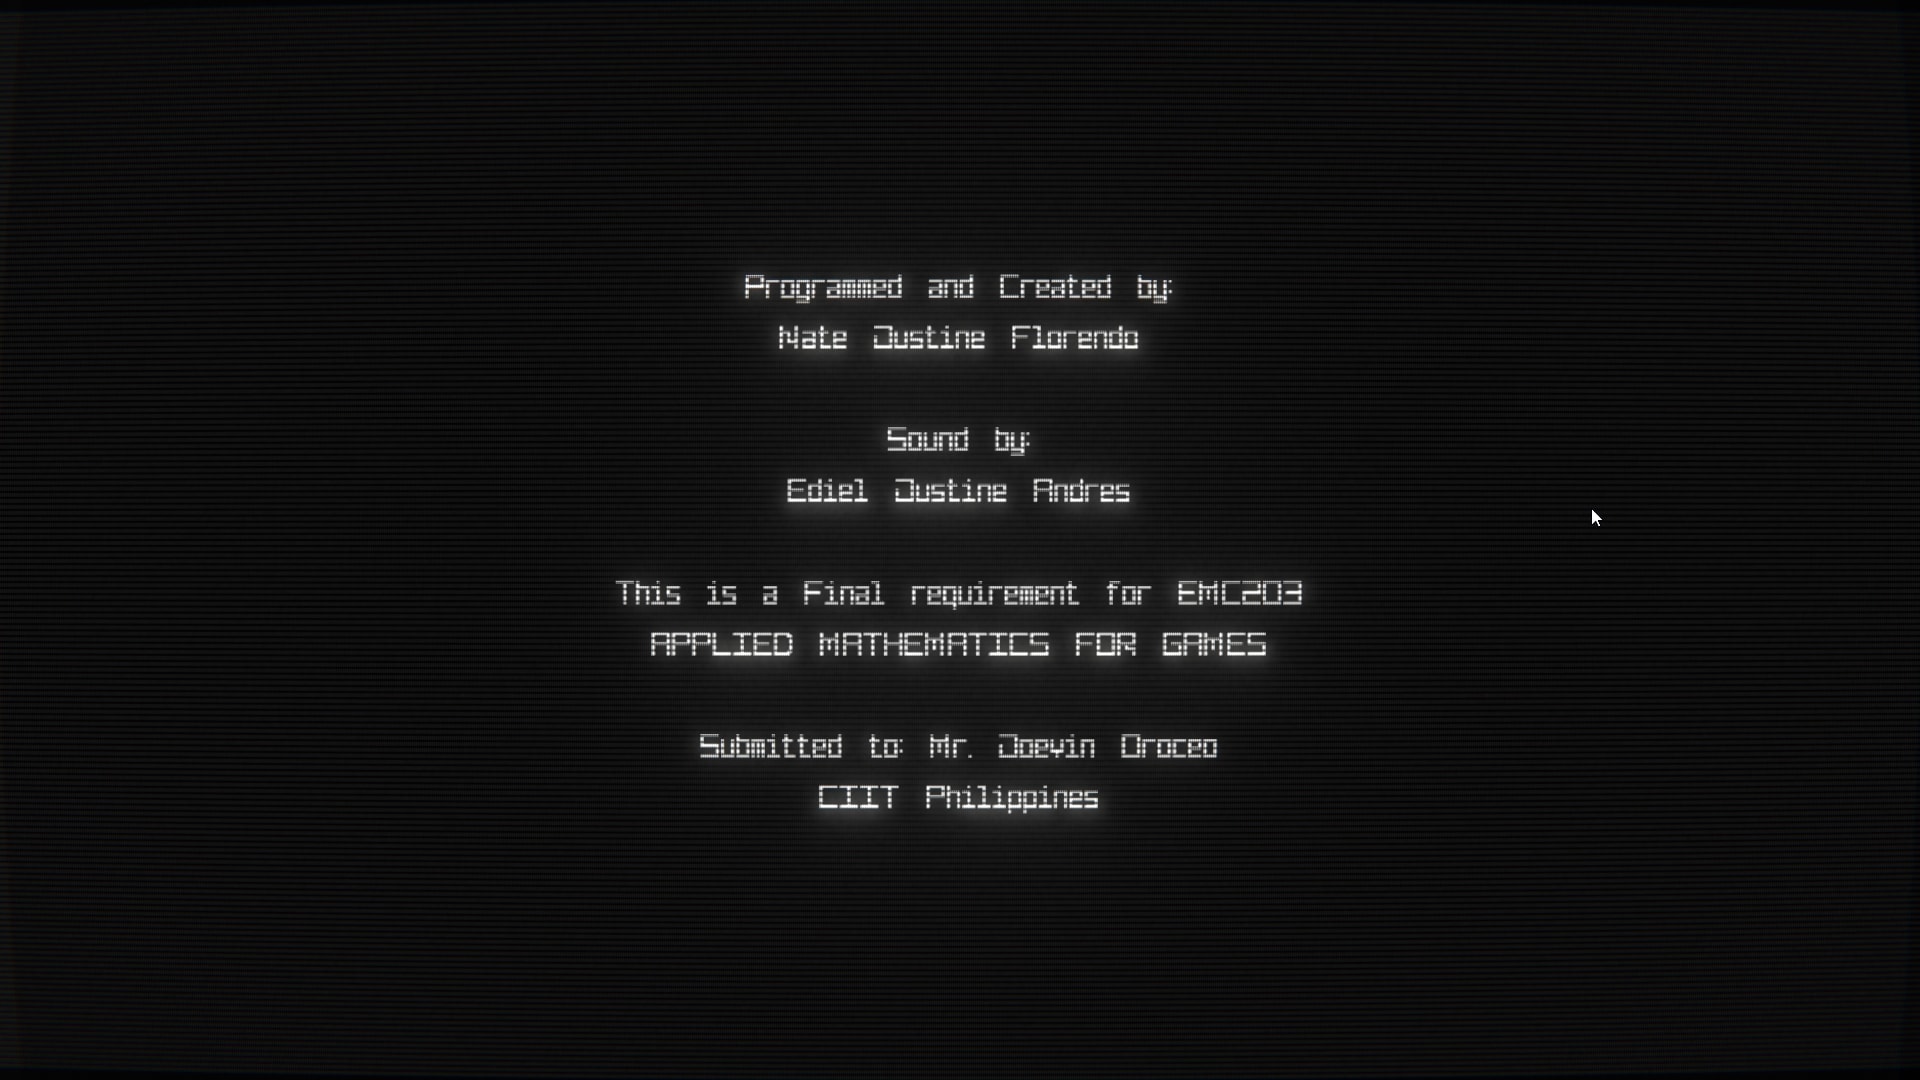 Programmed and Created by:
Nate Justine Florendo
Sound by:
Ediel Justine Andres
This is a Final requirement for EMC203
APPLIED MATHEMATICS FOR GAMES
Submitted to: Mr. Joevin Oroceo
CIIT Philippines